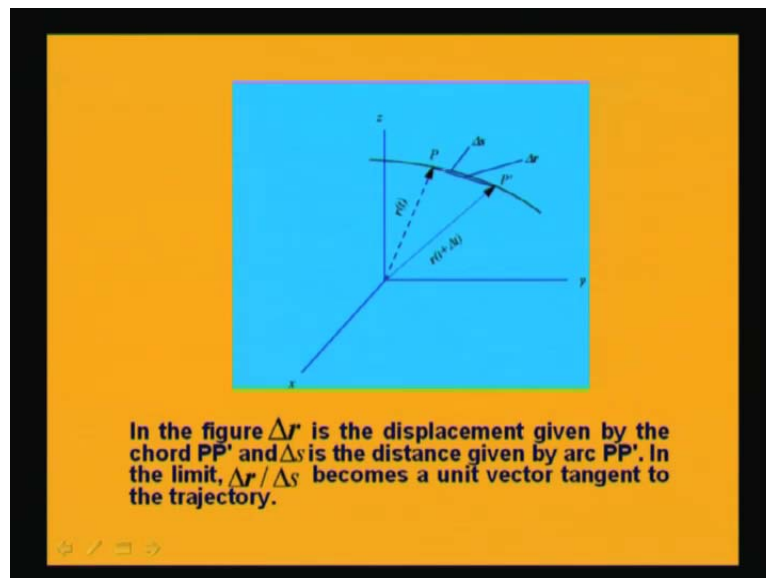 z
P
Δs
Δr
P'
r(t)
r(t+Δt)
y
x
In the figure Δr is the displacement given by the
chord PP' and Δs is the distance given by arc PP'. In
the limit, Δr / Δs becomes a unit vector tangent to
the trajectory.